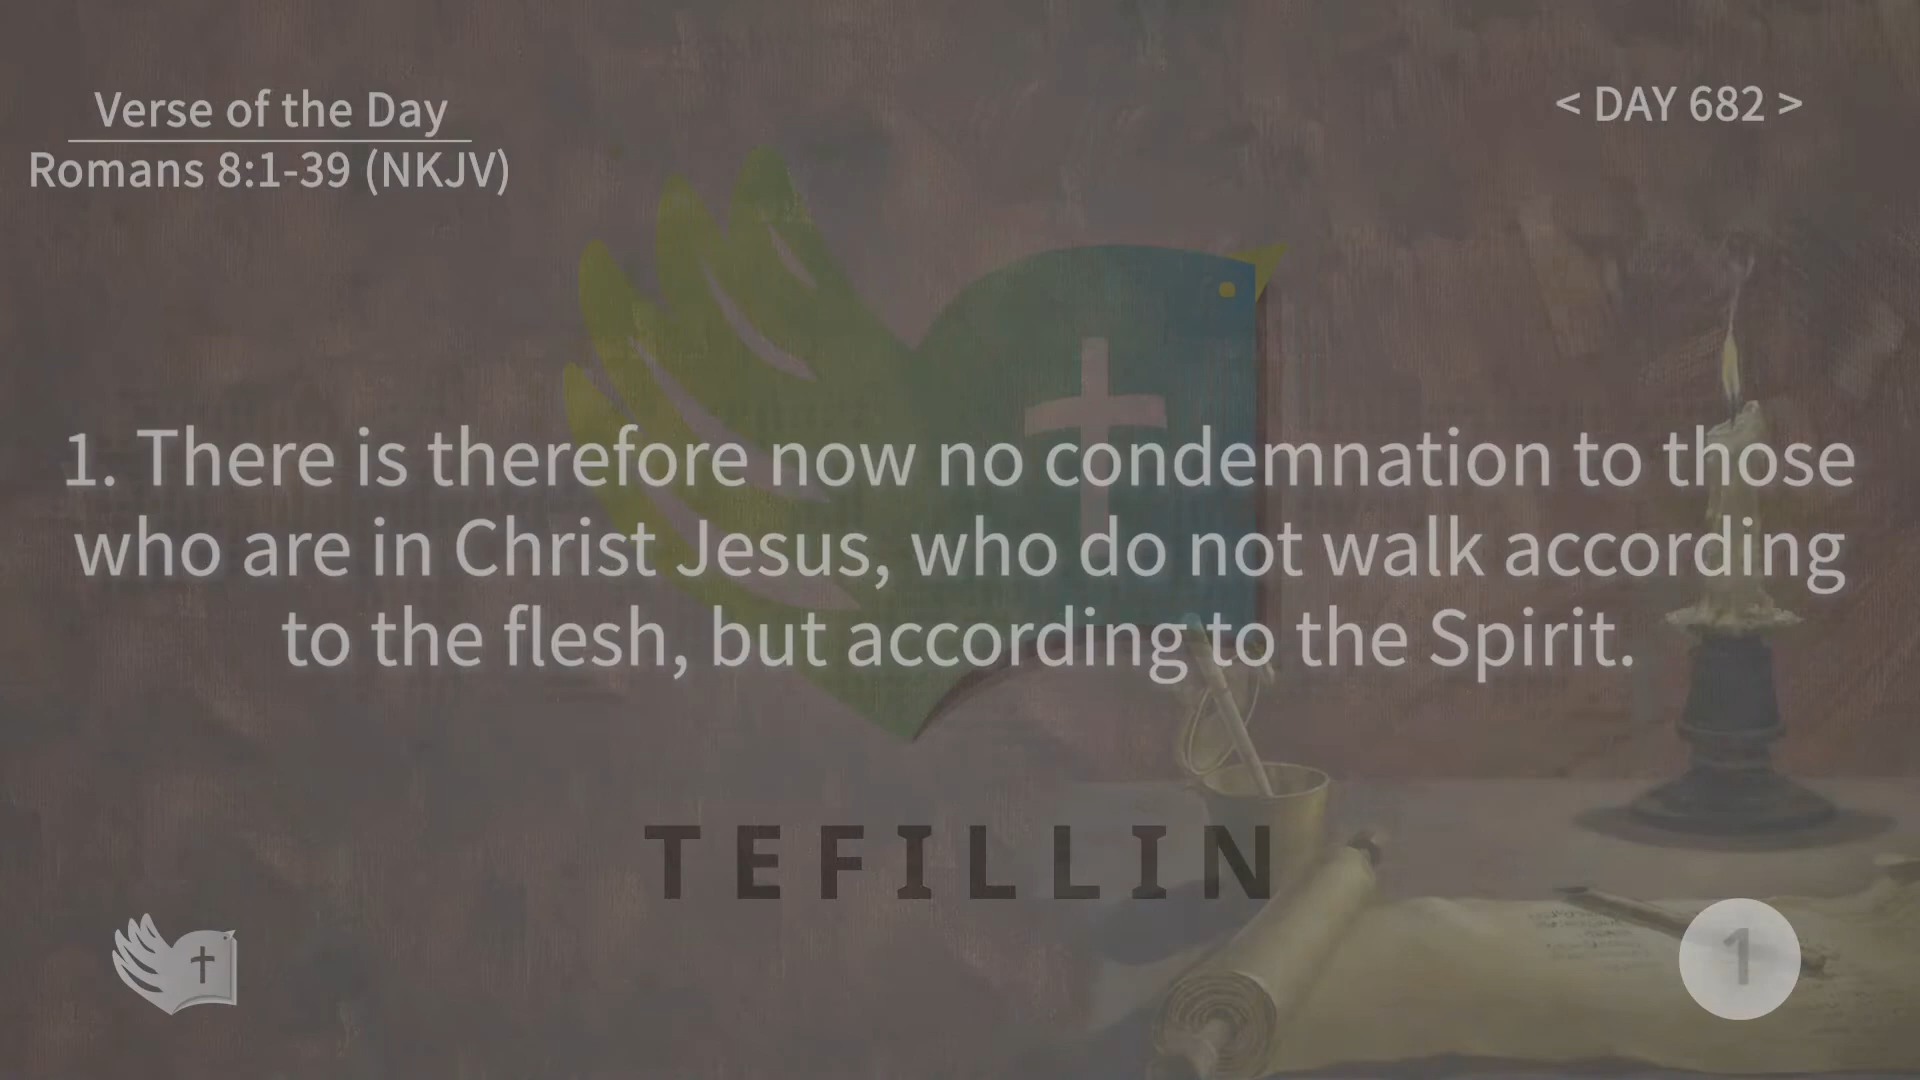 Verse of the Day
Romans 8:1-39 (NKJV)
< DAY 682 >
1. There is therefore now no condemnation to those
who are in Christ Jesus, who do not walk according
to the flesh, but according to the Spirit.
TEFILLIN
1